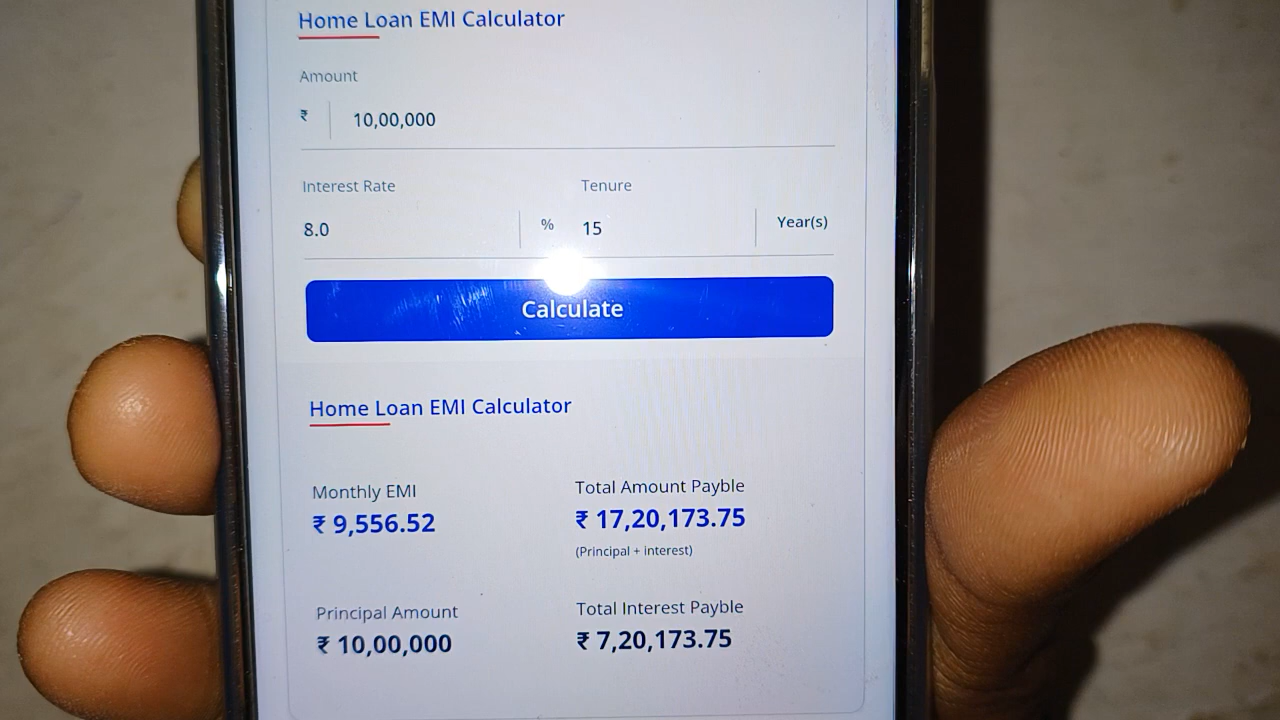 Home Loan EMI Calculator
Amount
₹ 10,00,000
Interest Rate Tenure
8.0 % 15 Year(s)
Calculate
Home Loan EMI Calculator
Monthly EMI Total Amount Payble
₹ 9,556.52 ₹ 17,20,173.75
(Principal + interest)
Principal Amount Total Interest Payble
₹ 10,00,000 ₹ 7,20,173.75